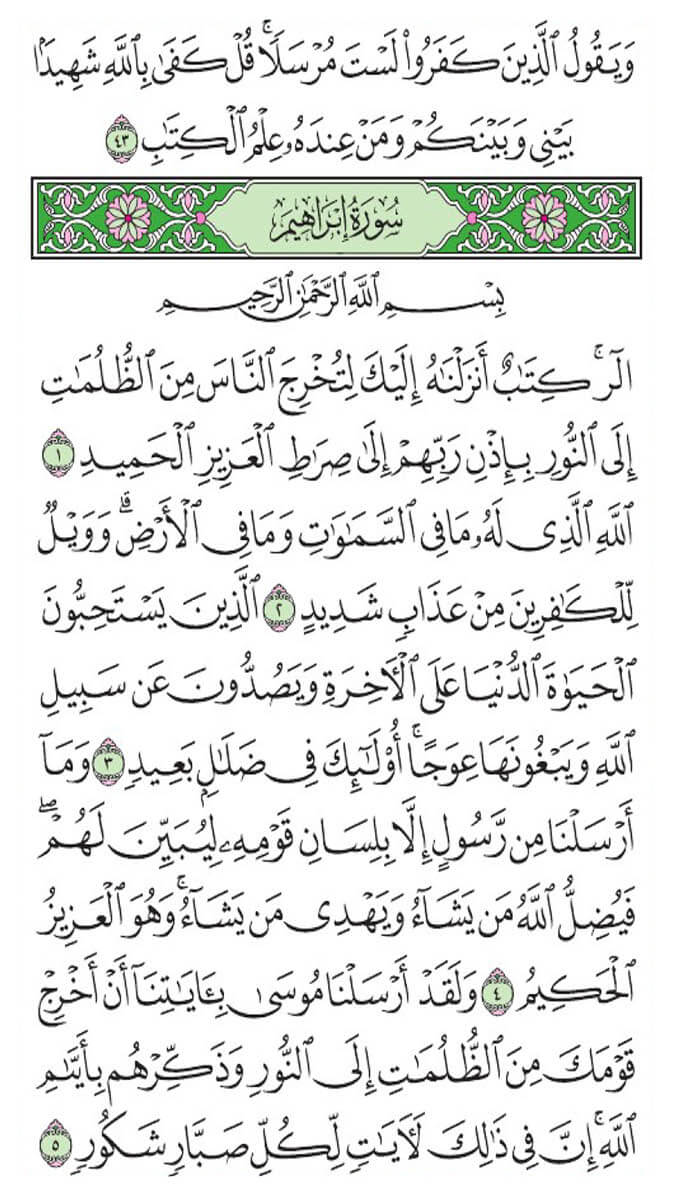 وَيَقُولُ ٱلَّذِينَ كَفَرُوا۟ لَسْتَ مُرْسَلًا ۚ قُلْ كَفَىٰ بِٱللَّهِ شَهِيدًۢا
بَيْنِى وَبَيْنَكُمْ وَمَنْ عِندَهُۥ عِلْمُ ٱلْكِتَـٰبِ ٤٣
سُورَةُ إِبْرَاهِيمَ
بِسْمِ ٱللَّهِ ٱلرَّحْمَـٰنِ ٱلرَّحِيمِ
الٓر ۚ كِتَـٰبٌ أَنزَلْنَـٰهُ إِلَيْكَ لِتُخْرِجَ ٱلنَّاسَ مِنَ ٱلظُّلُمَـٰتِ
إِلَى ٱلنُّورِ بِإِذْنِ رَبِّهِمْ إِلَىٰ صِرَٰطِ ٱلْعَزِيزِ ٱلْحَمِيدِ ١
ٱللَّهِ ٱلَّذِى لَهُۥ مَا فِى ٱلسَّمَـٰوَٰتِ وَمَا فِى ٱلْأَرْضِ ۗ وَوَيْلٌ
لِّلْكَـٰفِرِينَ مِنْ عَذَابٍ شَدِيدٍ ٢ ٱلَّذِينَ يَسْتَحِبُّونَ
ٱلْحَيَوٰةَ ٱلدُّنْيَا عَلَى ٱلْـَٔاخِرَةِ وَيَصُدُّونَ عَن سَبِيلِ
ٱللَّهِ وَيَبْغُونَهَا عِوَجًا ۚ أُو۟لَـٰٓئِكَ فِى ضَلَـٰلٍۭ بَعِيدٍ ٣ وَمَآ
أَرْسَلْنَا مِن رَّسُولٍ إِلَّا بِلِسَانِ قَوْمِهِۦ لِيُبَيِّنَ لَهُمْ ۖ
فَيُضِلُّ ٱللَّهُ مَن يَشَآءُ وَيَهْدِى مَن يَشَآءُ ۚ وَهُوَ ٱلْعَزِيزُ
ٱلْحَكِيمُ ٤ وَلَقَدْ أَرْسَلْنَا مُوسَىٰ بِـَٔايَـٰتِنَآ أَنْ أَخْرِجْ
قَوْمَكَ مِنَ ٱلظُّلُمَـٰتِ إِلَى ٱلنُّورِ وَذَكِّرْهُم بِأَيَّىٰمِ
ٱللَّهِ ۚ إِنَّ فِى ذَٰلِكَ لَـَٔايَـٰتٍ لِّكُلِّ صَبَّارٍ شَكُورٍ ٥